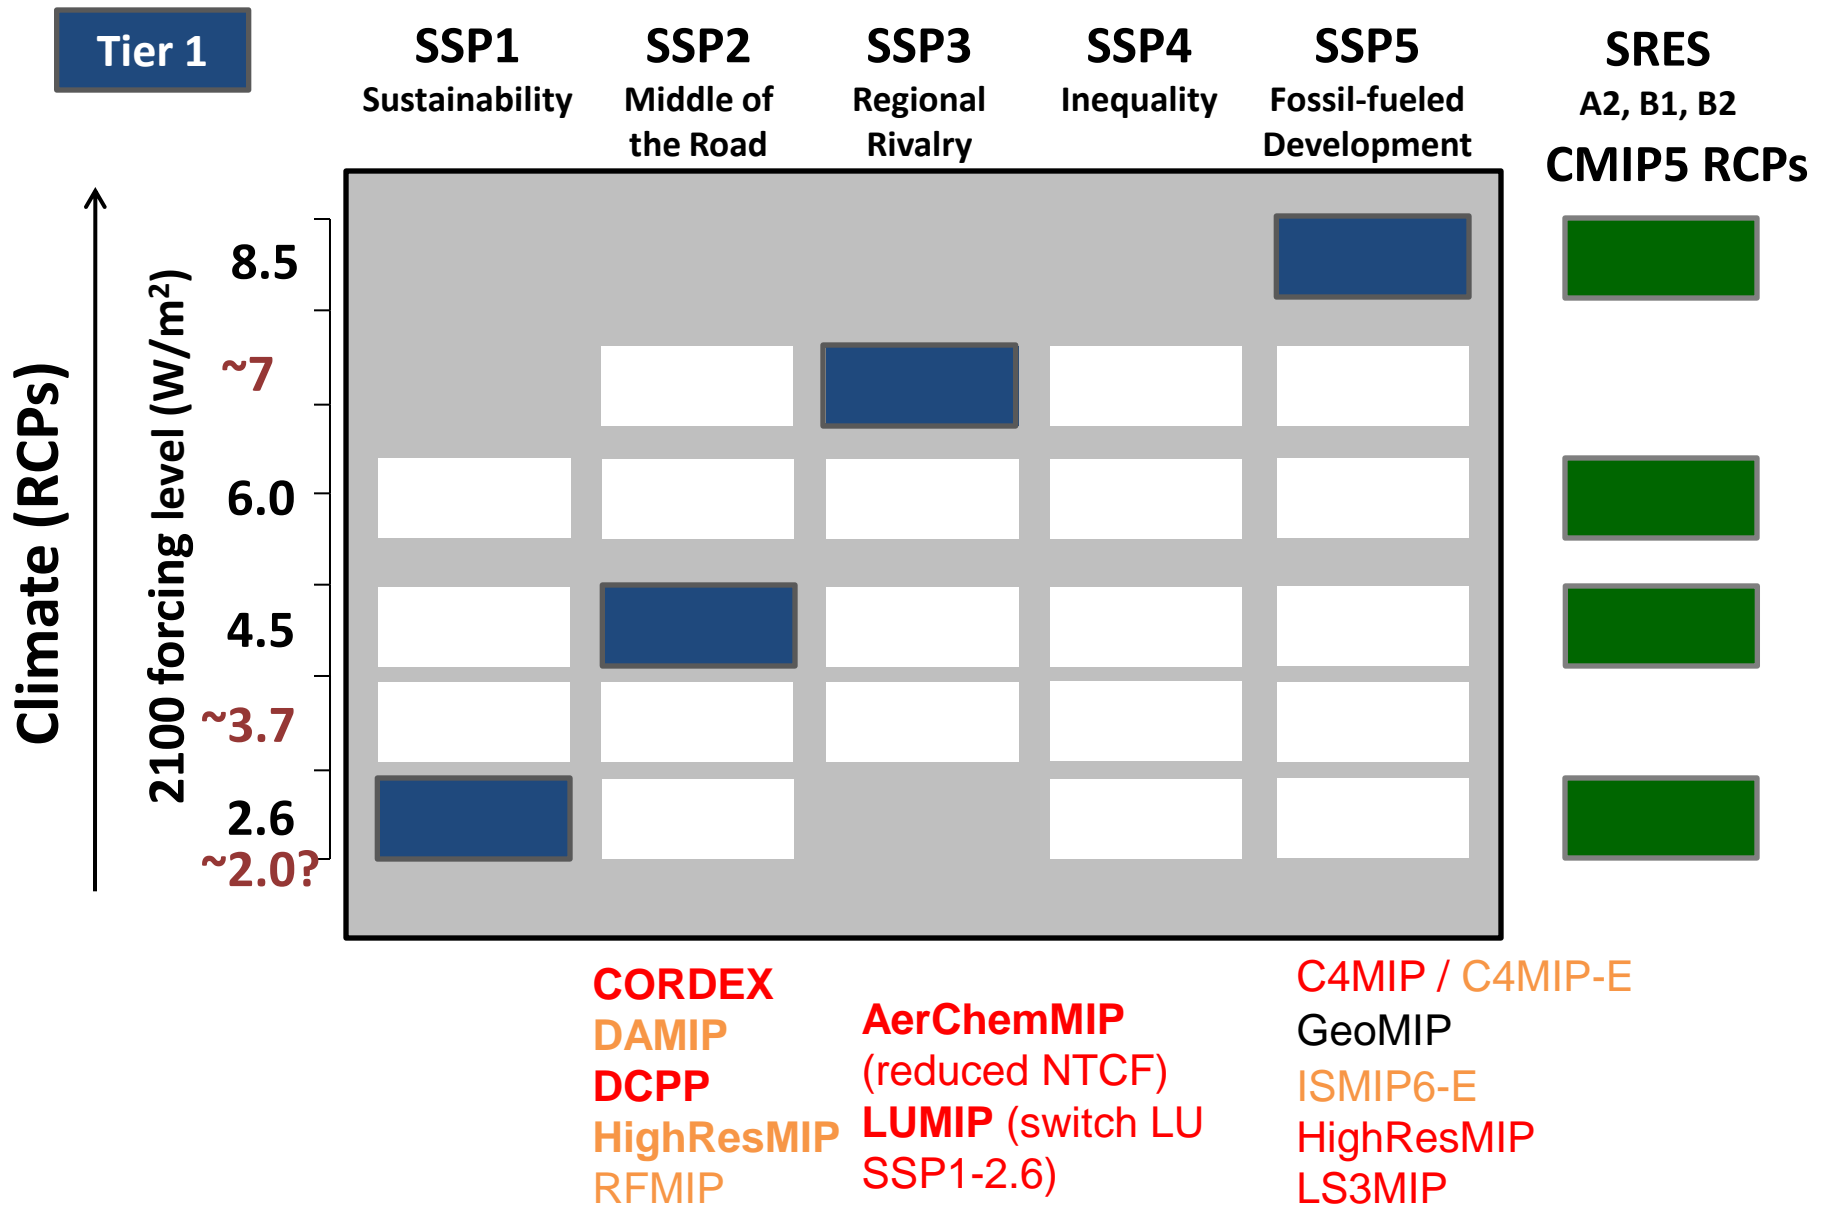 Tier 1
SSP1
Sustainability
SSP2
Middle of
the Road
SSP3
Regional
Rivalry
SSP4
Inequality
SSP5
Fossil-fueled
Development
SRES
A2, B1, B2
CMIP5 RCPs
Climate (RCPs)
2100 forcing level (W/m²)
8.5
~7
6.0
4.5
~3.7
2.6
~2.0?
CORDEX
DAMIP
DCPP
HighResMIP
RFMIP
AerChemMIP
(reduced NTCF)
LUMIP (switch LU
SSP1-2.6)
C4MIP / C4MIP-E
GeoMIP
ISMIP6-E
HighResMIP
LS3MIP